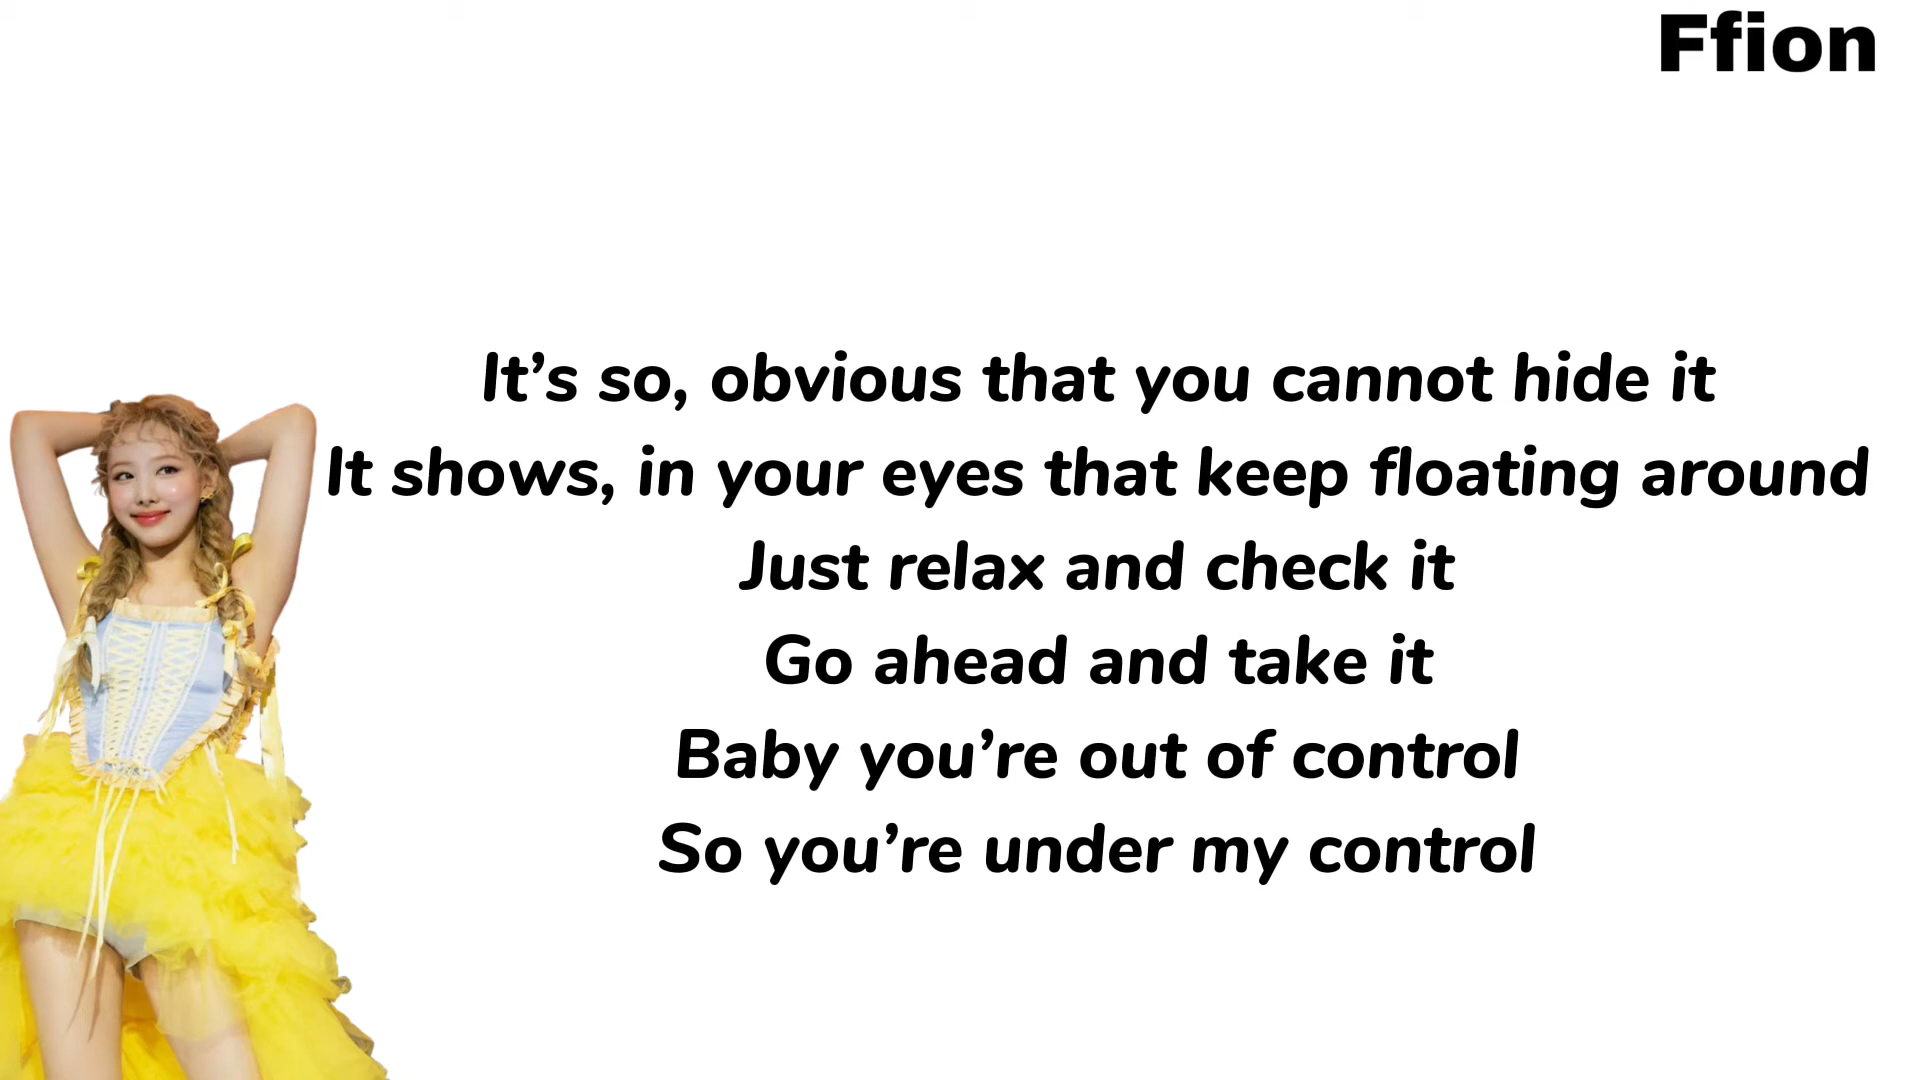 Ffion
It’s so, obvious that you cannot hide it
It shows, in your eyes that keep floating around
Just relax and check it
Go ahead and take it
Baby you’re out of control
So you’re under my control